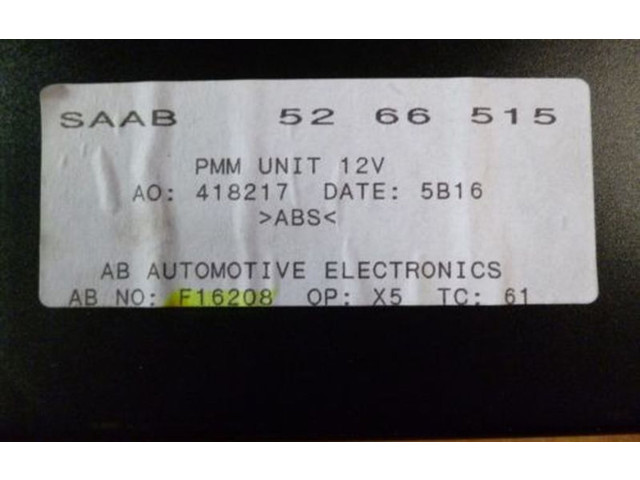 SAAB 52 66 515
PMM UNIT 12V
AO: 418217 DATE: 5B16
>ABS<
AB AUTOMOTIVE ELECTRONICS
AB NO: F16208 OP: X5 TC: 61